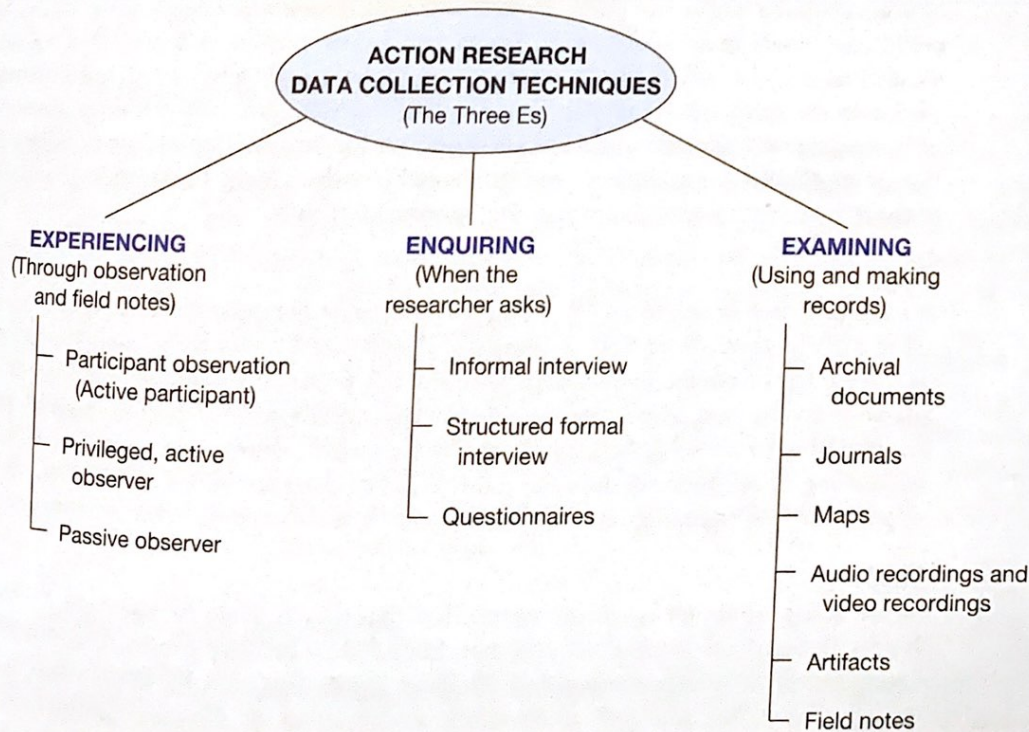 ACTION RESEARCH
DATA COLLECTION TECHNIQUES
(The Three Es)
EXPERIENCING
(Through observation
and field notes)
Participant observation
(Active participant)
Privileged, active
observer
Passive observer
ENQUIRING
(When the
researcher asks)
Informal interview
Structured formal
interview
Questionnaires
EXAMINING
(Using and making
records)
Archival
documents
Journals
Maps
Audio recordings and
video recordings
Artifacts
Field notes